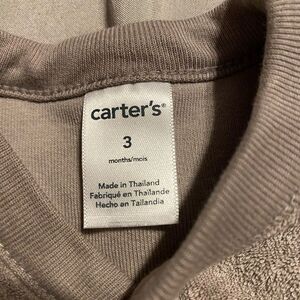 carter's®
3
months/mois
Made in Thailand
Fabriqué en Thaïlande
Hecho en Tailandia